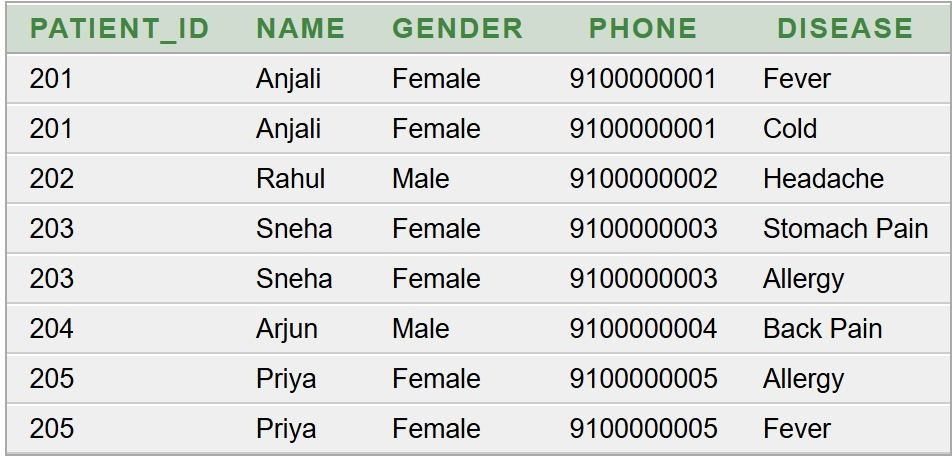 PATIENT_ID NAME GENDER PHONE DISEASE
201 Anjali Female 9100000001 Fever
201 Anjali Female 9100000001 Cold
202 Rahul Male 9100000002 Headache
203 Sneha Female 9100000003 Stomach Pain
203 Sneha Female 9100000003 Allergy
204 Arjun Male 9100000004 Back Pain
205 Priya Female 9100000005 Allergy
205 Priya Female 9100000005 Fever